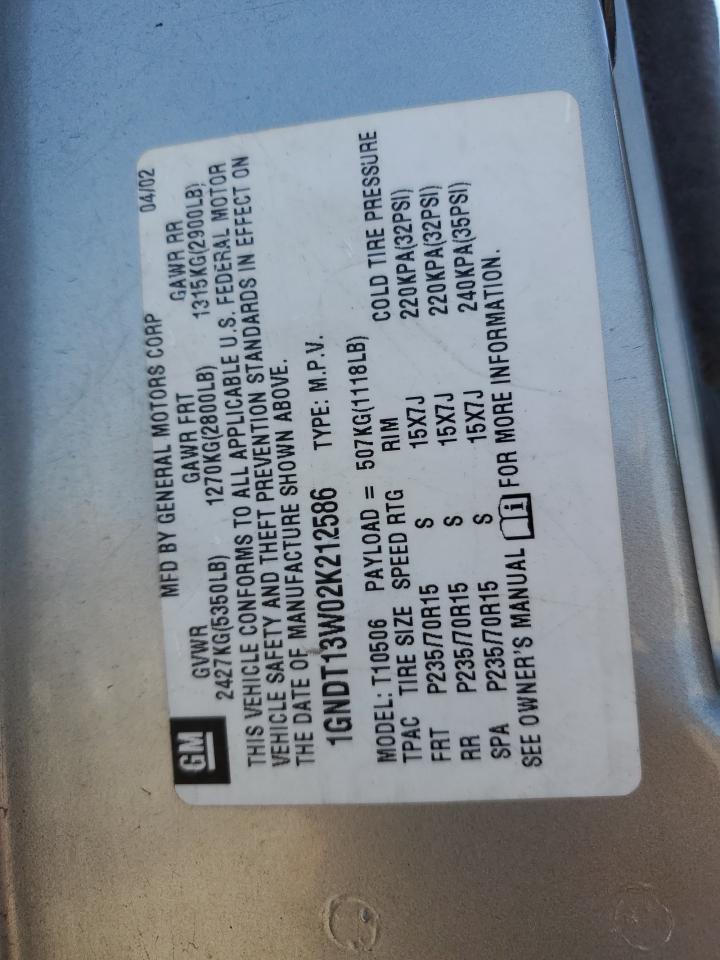 GM
MFD BY GENERAL MOTORS CORP 04/02
GVWR GAWR FRT GAWR RR
2427KG(5350LB) 1270KG(2800LB) 1315KG(2900LB)
THIS VEHICLE CONFORMS TO ALL APPLICABLE U.S. FEDERAL MOTOR
VEHICLE SAFETY AND THEFT PREVENTION STANDARDS IN EFFECT ON
THE DATE OF MANUFACTURE SHOWN ABOVE.
1GNDT13W02K212586 TYPE: M.P.V.
MODEL: T10506 PAYLOAD = 507KG(1118LB)
TPAC TIRE SIZE SPEED RTG RIM COLD TIRE PRESSURE
FRT P235/70R15 S 15X7J 220KPA(32PSI)
RR P235/70R15 S 15X7J 220KPA(32PSI)
SPA P235/70R15 S 15X7J 240KPA(35PSI)
SEE OWNER'S MANUAL i FOR MORE INFORMATION.